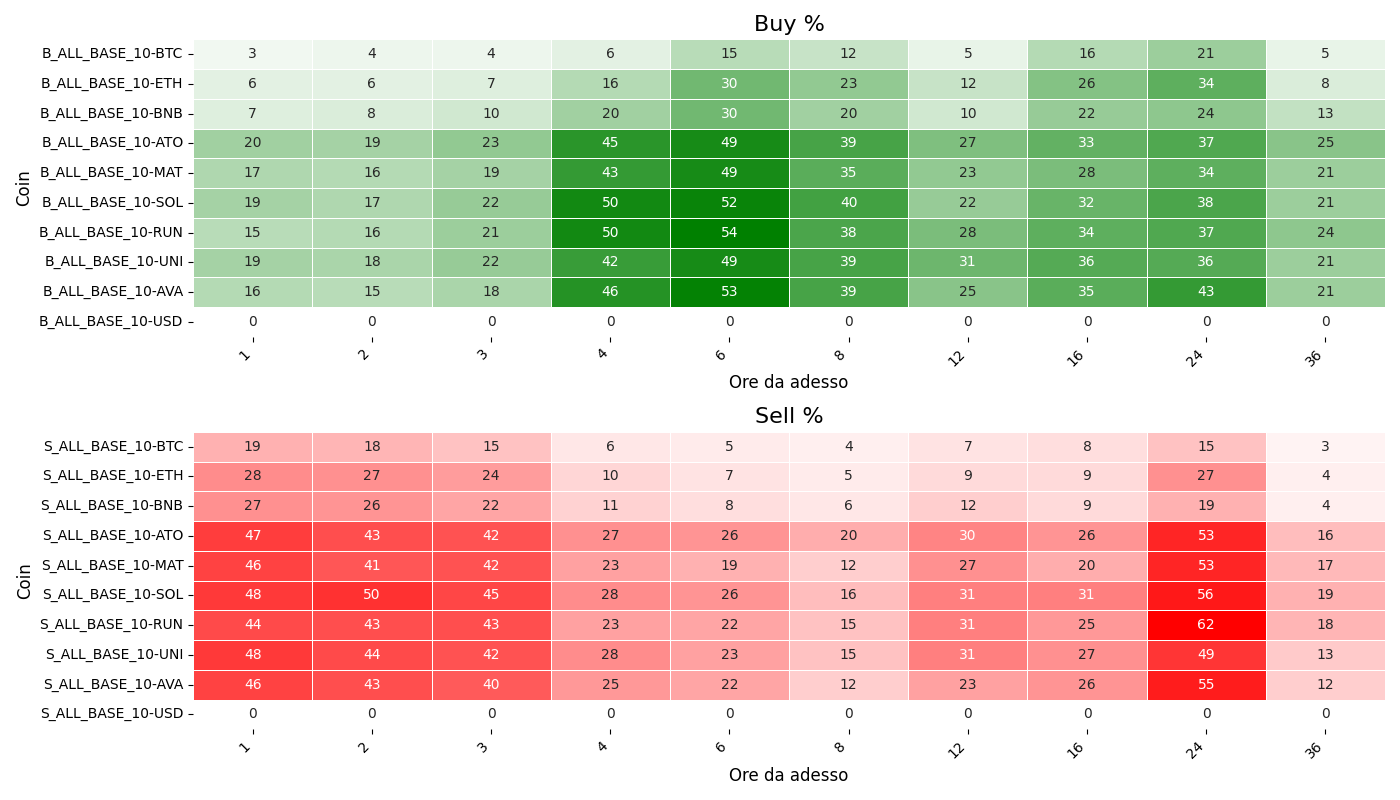 Buy %
B_ALL_BASE_10-BTC 3 4 4 6 15 12 5 16 21 5
B_ALL_BASE_10-ETH 6 6 7 16 30 23 12 26 34 8
B_ALL_BASE_10-BNB 7 8 10 20 30 20 10 22 24 13
B_ALL_BASE_10-ATO 20 19 23 45 49 39 27 33 37 25
B_ALL_BASE_10-MAT 17 16 19 43 49 35 23 28 34 21
Coin
B_ALL_BASE_10-SOL 19 17 22 50 52 40 22 32 38 21
B_ALL_BASE_10-RUN 15 16 21 50 54 38 28 34 37 24
B_ALL_BASE_10-UNI 19 18 22 42 49 39 31 36 36 21
B_ALL_BASE_10-AVA 16 15 18 46 53 39 25 35 43 21
B_ALL_BASE_10-USD 0 0 0 0 0 0 0 0 0 0
1 2 3 4 6 8 12 16 24 36
Ore da adesso
Sell %
S_ALL_BASE_10-BTC 19 18 15 6 5 4 7 8 15 3
S_ALL_BASE_10-ETH 28 27 24 10 7 5 9 9 27 4
S_ALL_BASE_10-BNB 27 26 22 11 8 6 12 9 19 4
S_ALL_BASE_10-ATO 47 43 42 27 26 20 30 26 53 16
S_ALL_BASE_10-MAT 46 41 42 23 19 12 27 20 53 17
Coin
S_ALL_BASE_10-SOL 48 50 45 28 26 16 31 31 56 19
S_ALL_BASE_10-RUN 44 43 43 23 22 15 31 25 62 18
S_ALL_BASE_10-UNI 48 44 42 28 23 15 31 27 49 13
S_ALL_BASE_10-AVA 46 43 40 25 22 12 23 26 55 12
S_ALL_BASE_10-USD 0 0 0 0 0 0 0 0 0 0
1 2 3 4 6 8 12 16 24 36
Ore da adesso